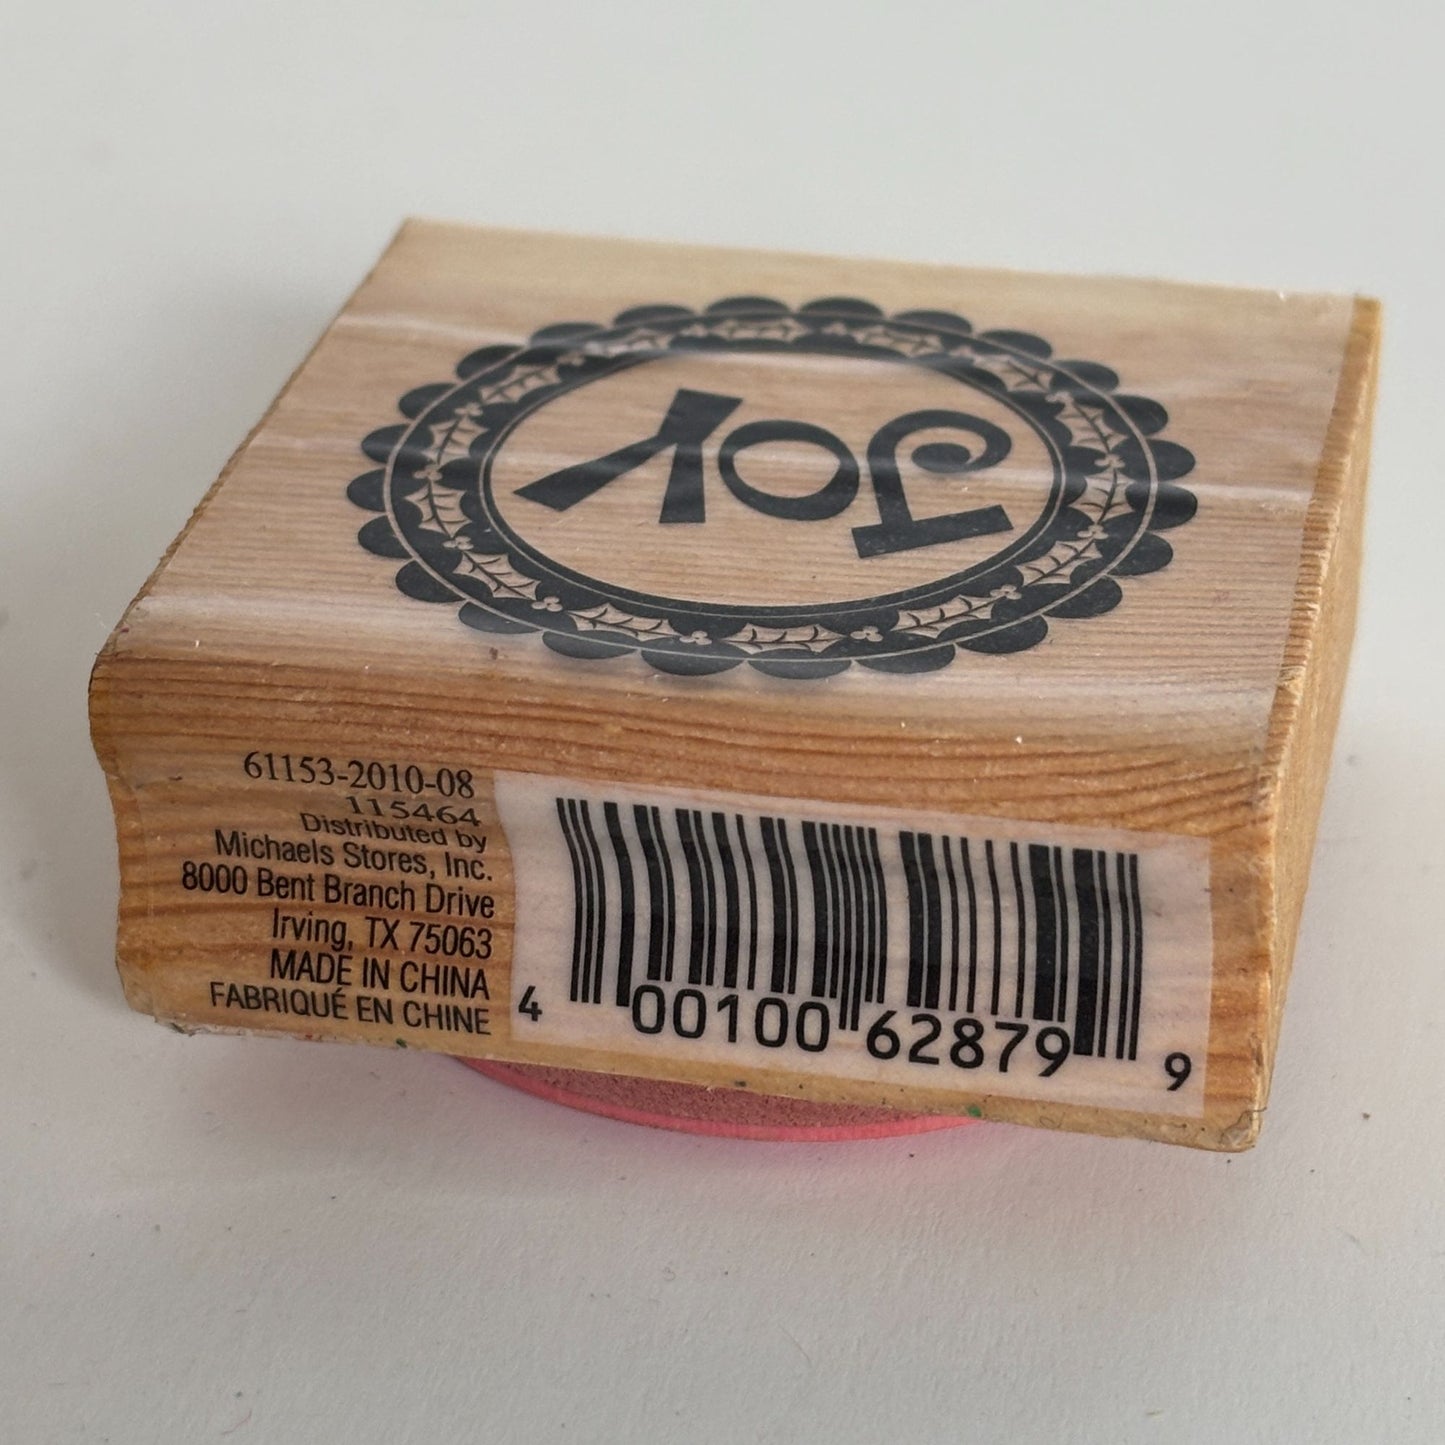 JOY
61153-2010-08
115464
Distributed by
Michaels Stores, Inc.
8000 Bent Branch Drive
Irving, TX 75063
MADE IN CHINA
FABRIQUÉ EN CHINE
4 00100 62879 9